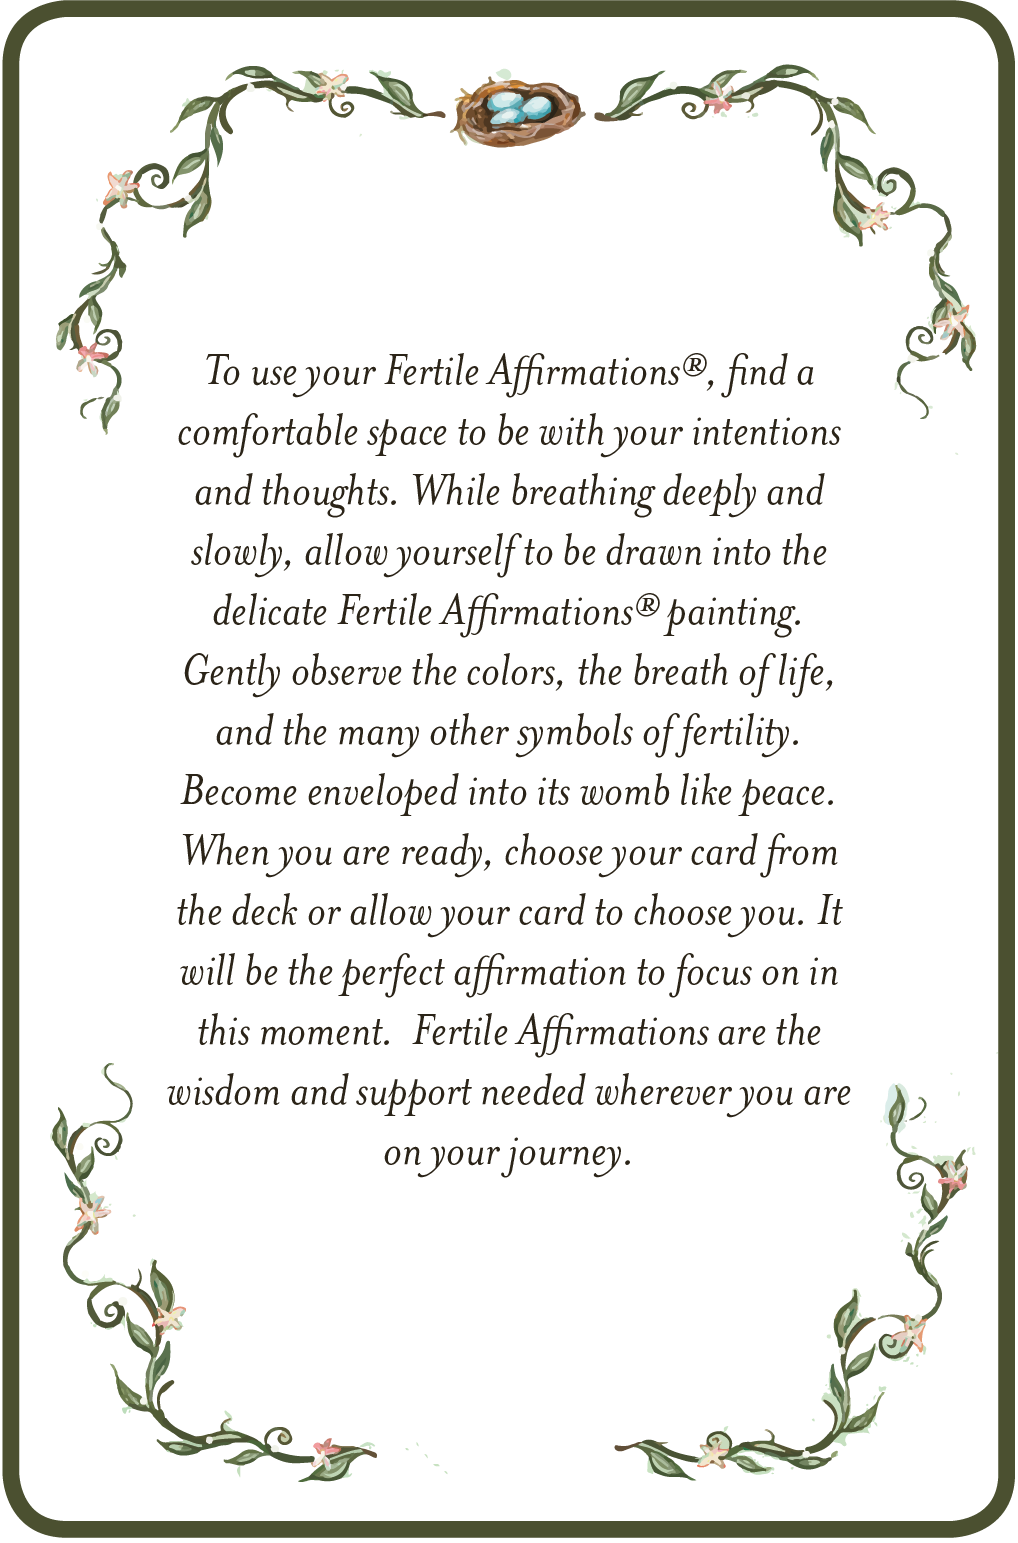 To use your Fertile Affirmations®, find a
comfortable space to be with your intentions
and thoughts. While breathing deeply and
slowly, allow yourself to be drawn into the
delicate Fertile Affirmations® painting.
Gently observe the colors, the breath of life,
and the many other symbols of fertility.
Become enveloped into its womb like peace.
When you are ready, choose your card from
the deck or allow your card to choose you. It
will be the perfect affirmation to focus on in
this moment.  Fertile Affirmations are the
wisdom and support needed wherever you are
on your journey.